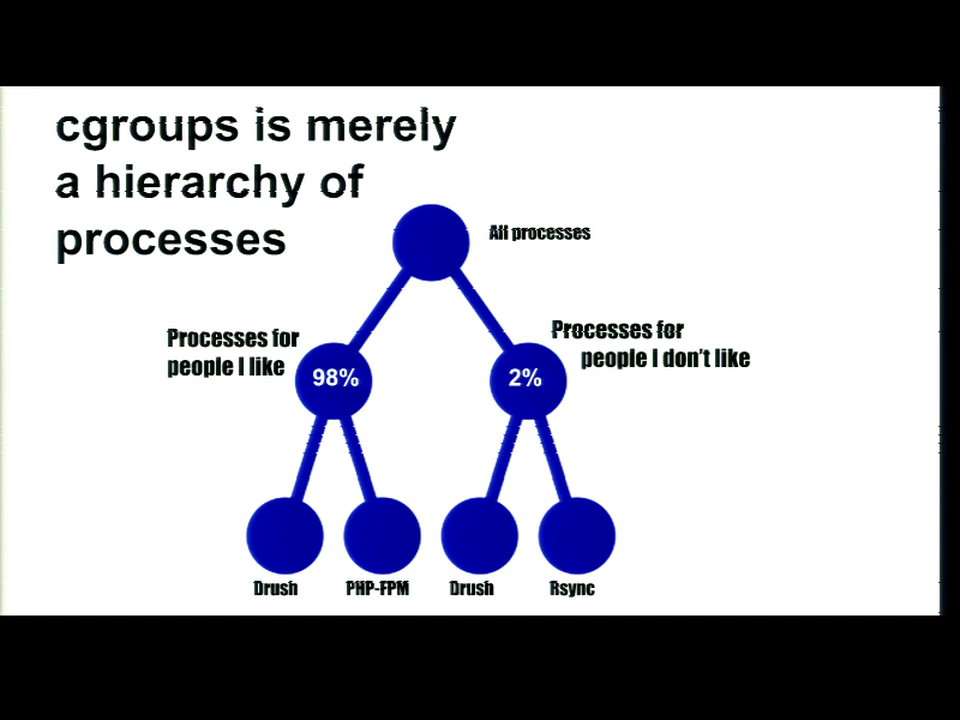 cgroups is merely
a hierarchy of
processes
All processes
Processes for
people I like
Processes for
people I don't like
98%
2%
Drush
PHP-FPM
Drush
Rsync